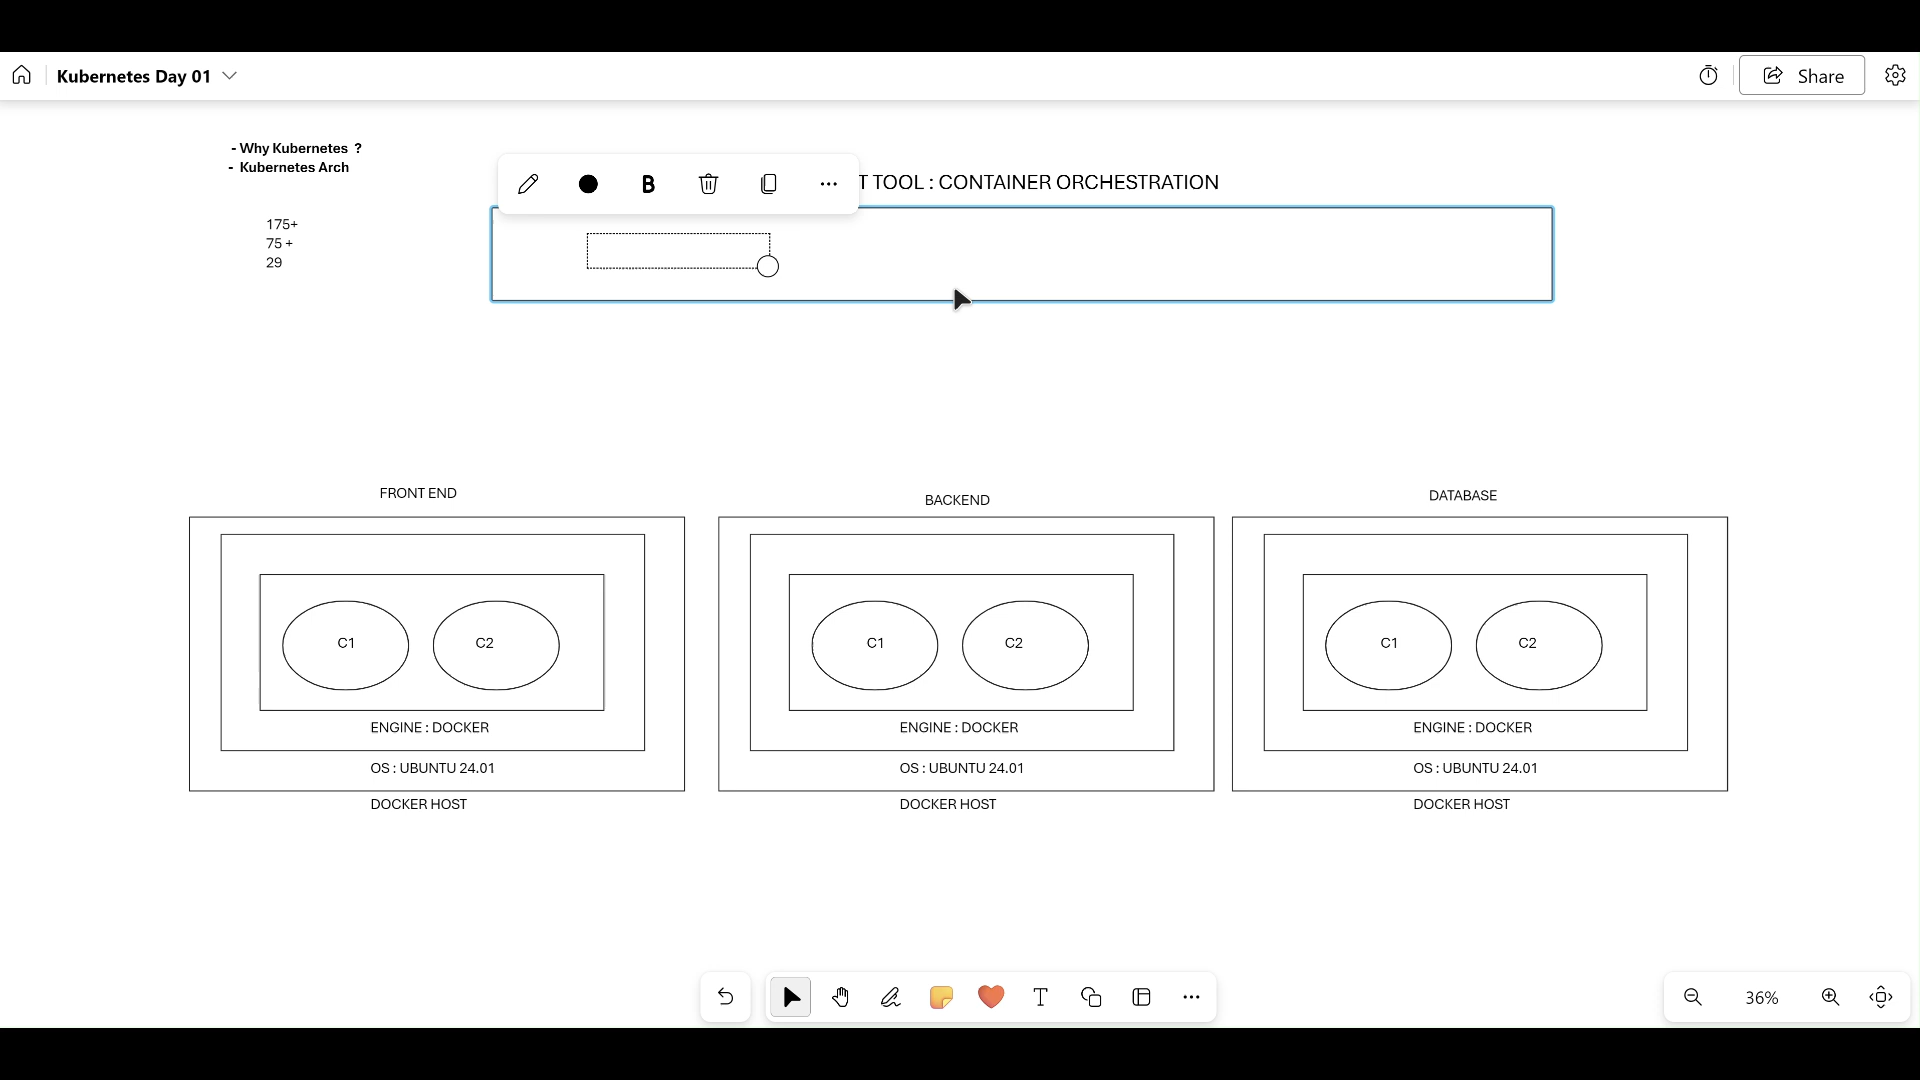 Kubernetes Day 01
Share
- Why Kubernetes ?
- Kubernetes Arch
175+
75 +
29
B
T TOOL : CONTAINER ORCHESTRATION
FRONT END
BACKEND
DATABASE
C1
C2
C1
C2
C1
C2
ENGINE : DOCKER
ENGINE : DOCKER
ENGINE : DOCKER
OS : UBUNTU 24.01
OS : UBUNTU 24.01
OS : UBUNTU 24.01
DOCKER HOST
DOCKER HOST
DOCKER HOST
T
36%